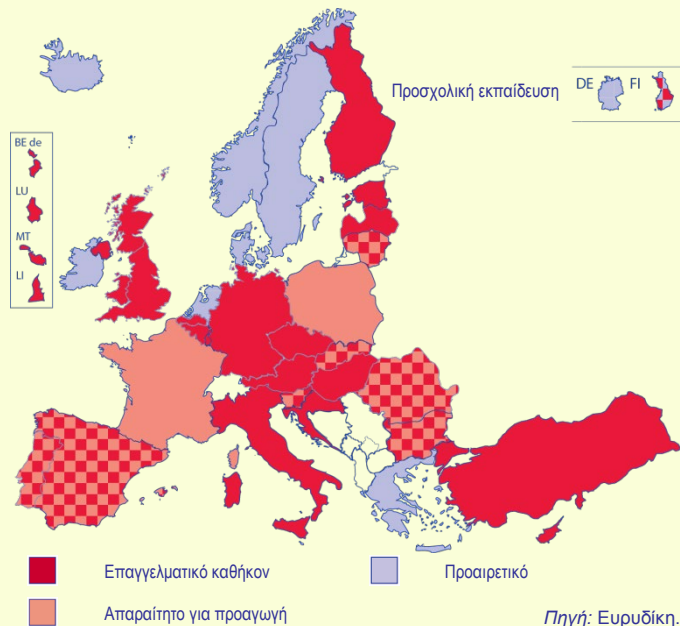 Προσχολική εκπαίδευση
DE FI
BE de
LU
MT
LI
Επαγγελματικό καθήκον
Προαιρετικό
Απαραίτητο για προαγωγή
Πηγή: Ευρυδίκη.